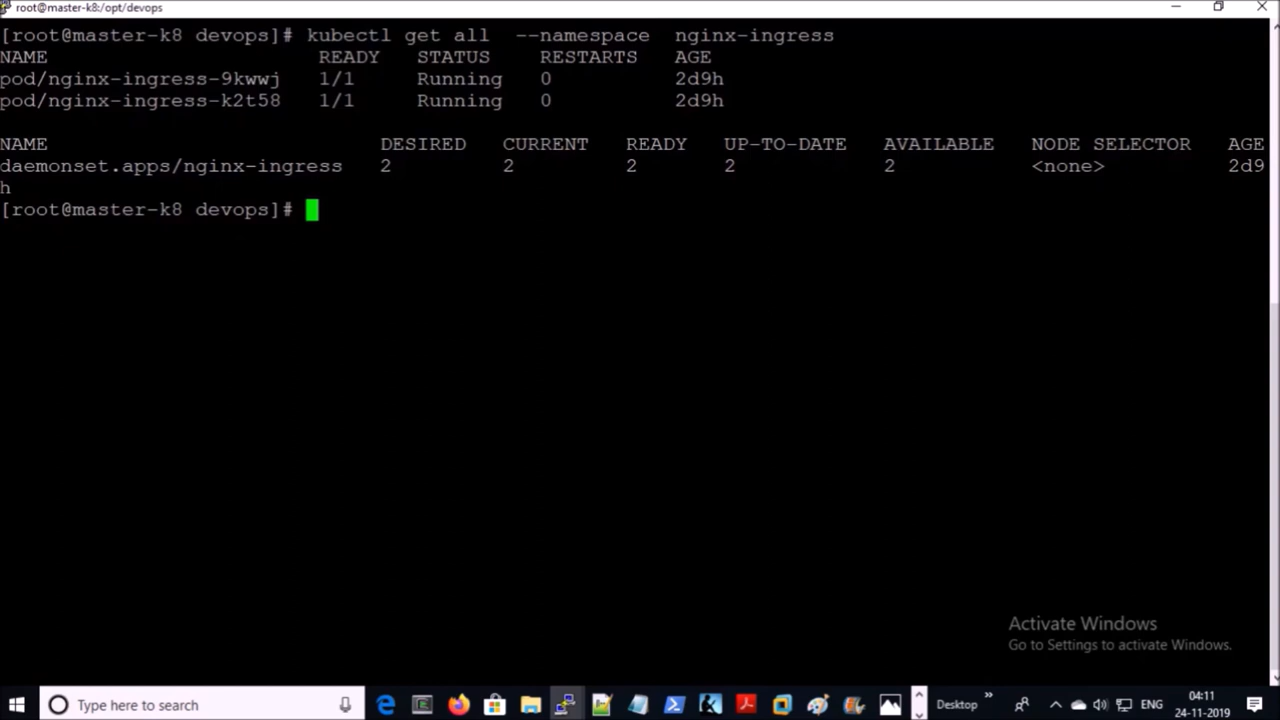 root@master-k8:/opt/devops
[root@master-k8 devops]# kubectl get all  --namespace  nginx-ingress
NAME READY STATUS RESTARTS AGE
pod/nginx-ingress-9kwwj 1/1 Running 0 2d9h
pod/nginx-ingress-k2t58 1/1 Running 0 2d9h
NAME DESIRED CURRENT READY UP-TO-DATE AVAILABLE NODE SELECTOR AGE
daemonset.apps/nginx-ingress 2 2 2 2 2 <none> 2d9
h
[root@master-k8 devops]#
Activate Windows
Go to Settings to activate Windows.
Type here to search
Desktop
ENG
04:11
24-11-2019